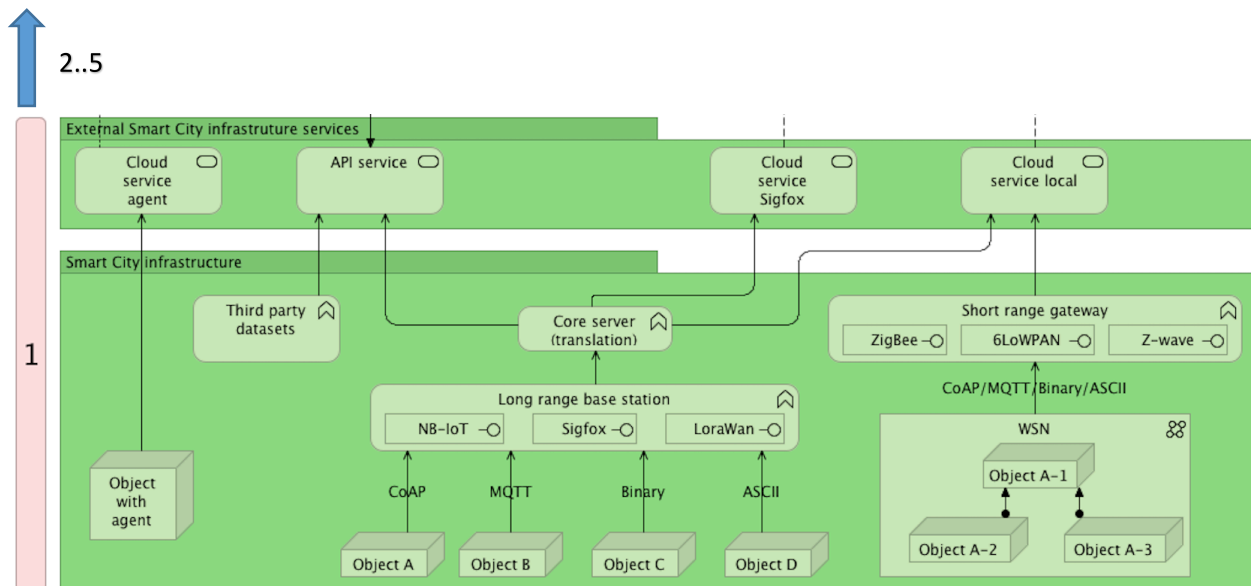 2..5
External Smart City infrastruture services
Cloud
service
agent
API service
Cloud
service
Sigfox
Cloud
service local
Smart City infrastructure
1
Third party
datasets
Core server
(translation)
Short range gateway
ZigBee
6LoWPAN
Z-wave
Long range base station
NB-IoT
Sigfox
LoraWan
CoAP/MQTT/Binary/ASCII
WSN
Object A-1
Object A-2
Object A-3
Object
with
agent
CoAP
MQTT
Binary
ASCII
Object A
Object B
Object C
Object D